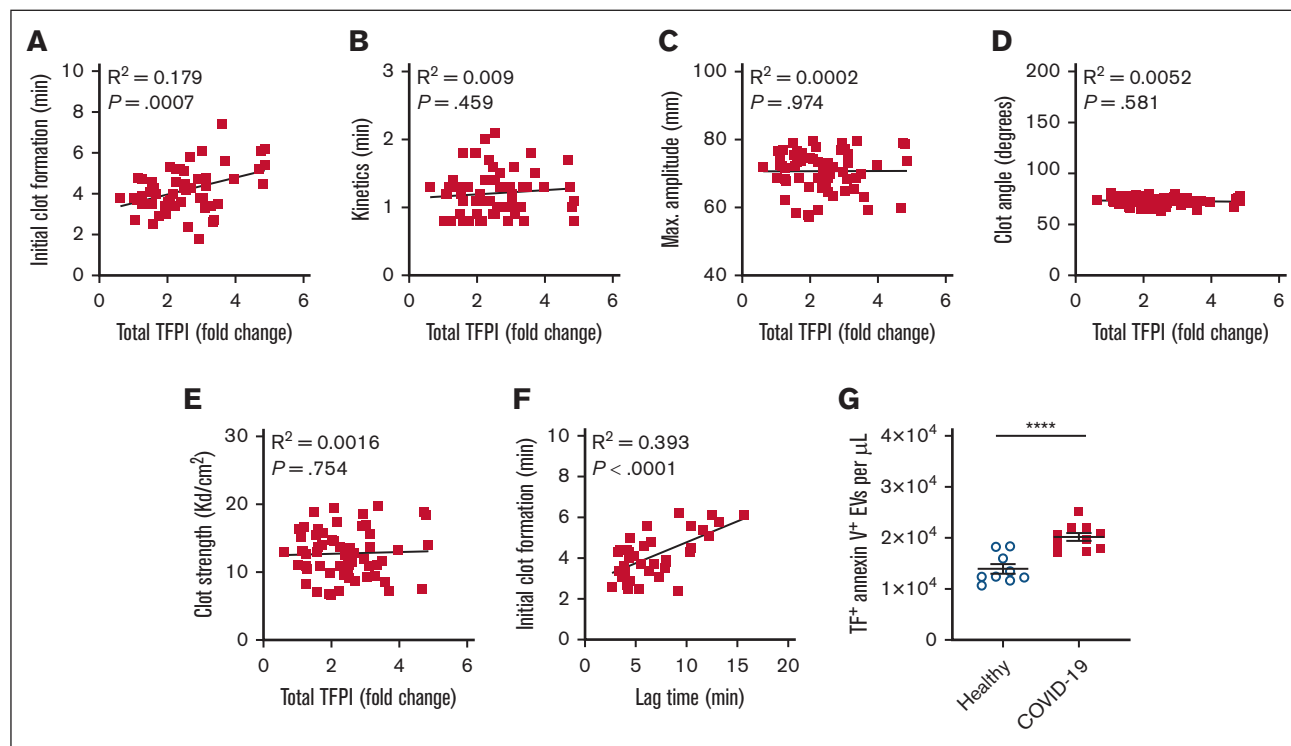 A
R² = 0.179
P = .0007
Initial clot formation (min)
10
8
6
4
2
0
0 2 4 6
Total TFPI (fold change)
B
R² = 0.009
P = .459
Kinetics (min)
3
2
1
0
0 2 4 6
Total TFPI (fold change)
C
R² = 0.0002
P = .974
Max. amplitude (mm)
100
80
60
40
0 2 4 6
Total TFPI (fold change)
D
R² = 0.0052
P = .581
Clot angle (degrees)
200
150
100
50
0
0 2 4 6
Total TFPI (fold change)
E
R² = 0.0016
P = .754
Clot strength (Kd/cm²)
30
20
10
0
0 2 4 6
Total TFPI (fold change)
F
R² = 0.393
P < .0001
Initial clot formation (min)
10
8
6
4
2
0
0 5 10 15 20
Lag time (min)
G
****
TF⁺ annexin V⁺ EVs per μL
4×10⁴
3×10⁴
2×10⁴
1×10⁴
0
Healthy
COVID-19